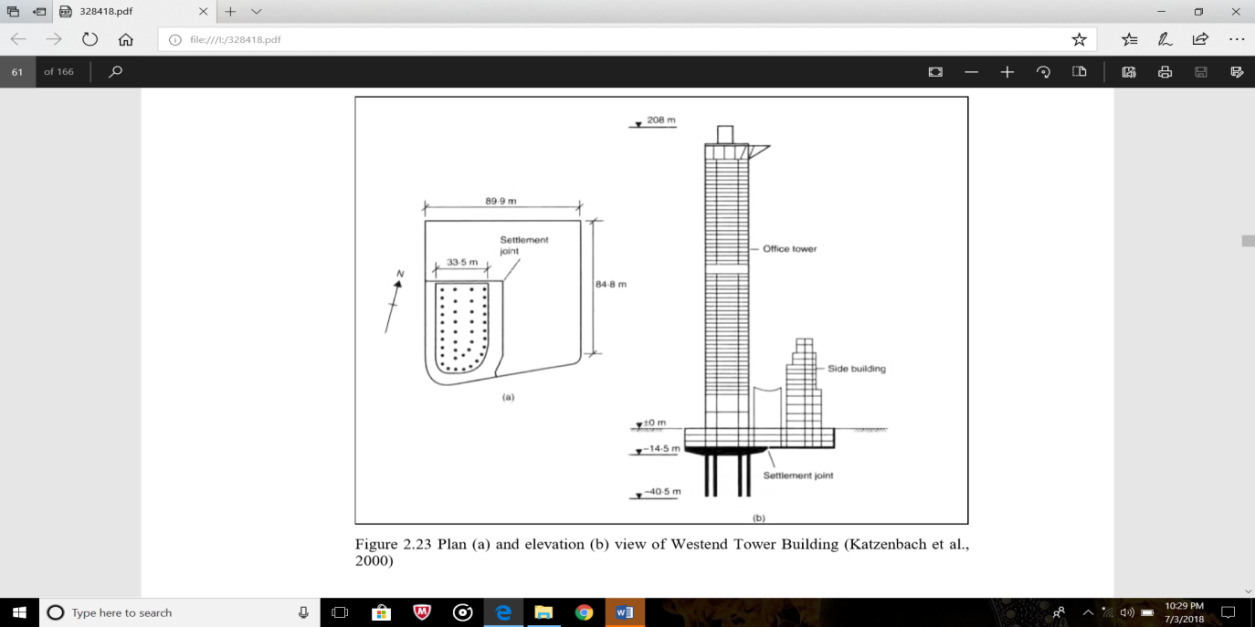 328418.pdf
file:///I:/328418.pdf
61 of 166
208 m
89·9 m
Settlement
joint
33·5 m
N
84·8 m
Office tower
Side building
(a)
±0 m
−14·5 m
Settlement joint
−40·5 m
(b)
Figure 2.23 Plan (a) and elevation (b) view of Westend Tower Building (Katzenbach et al.,
2000)
Type here to search
10:29 PM
7/3/2018